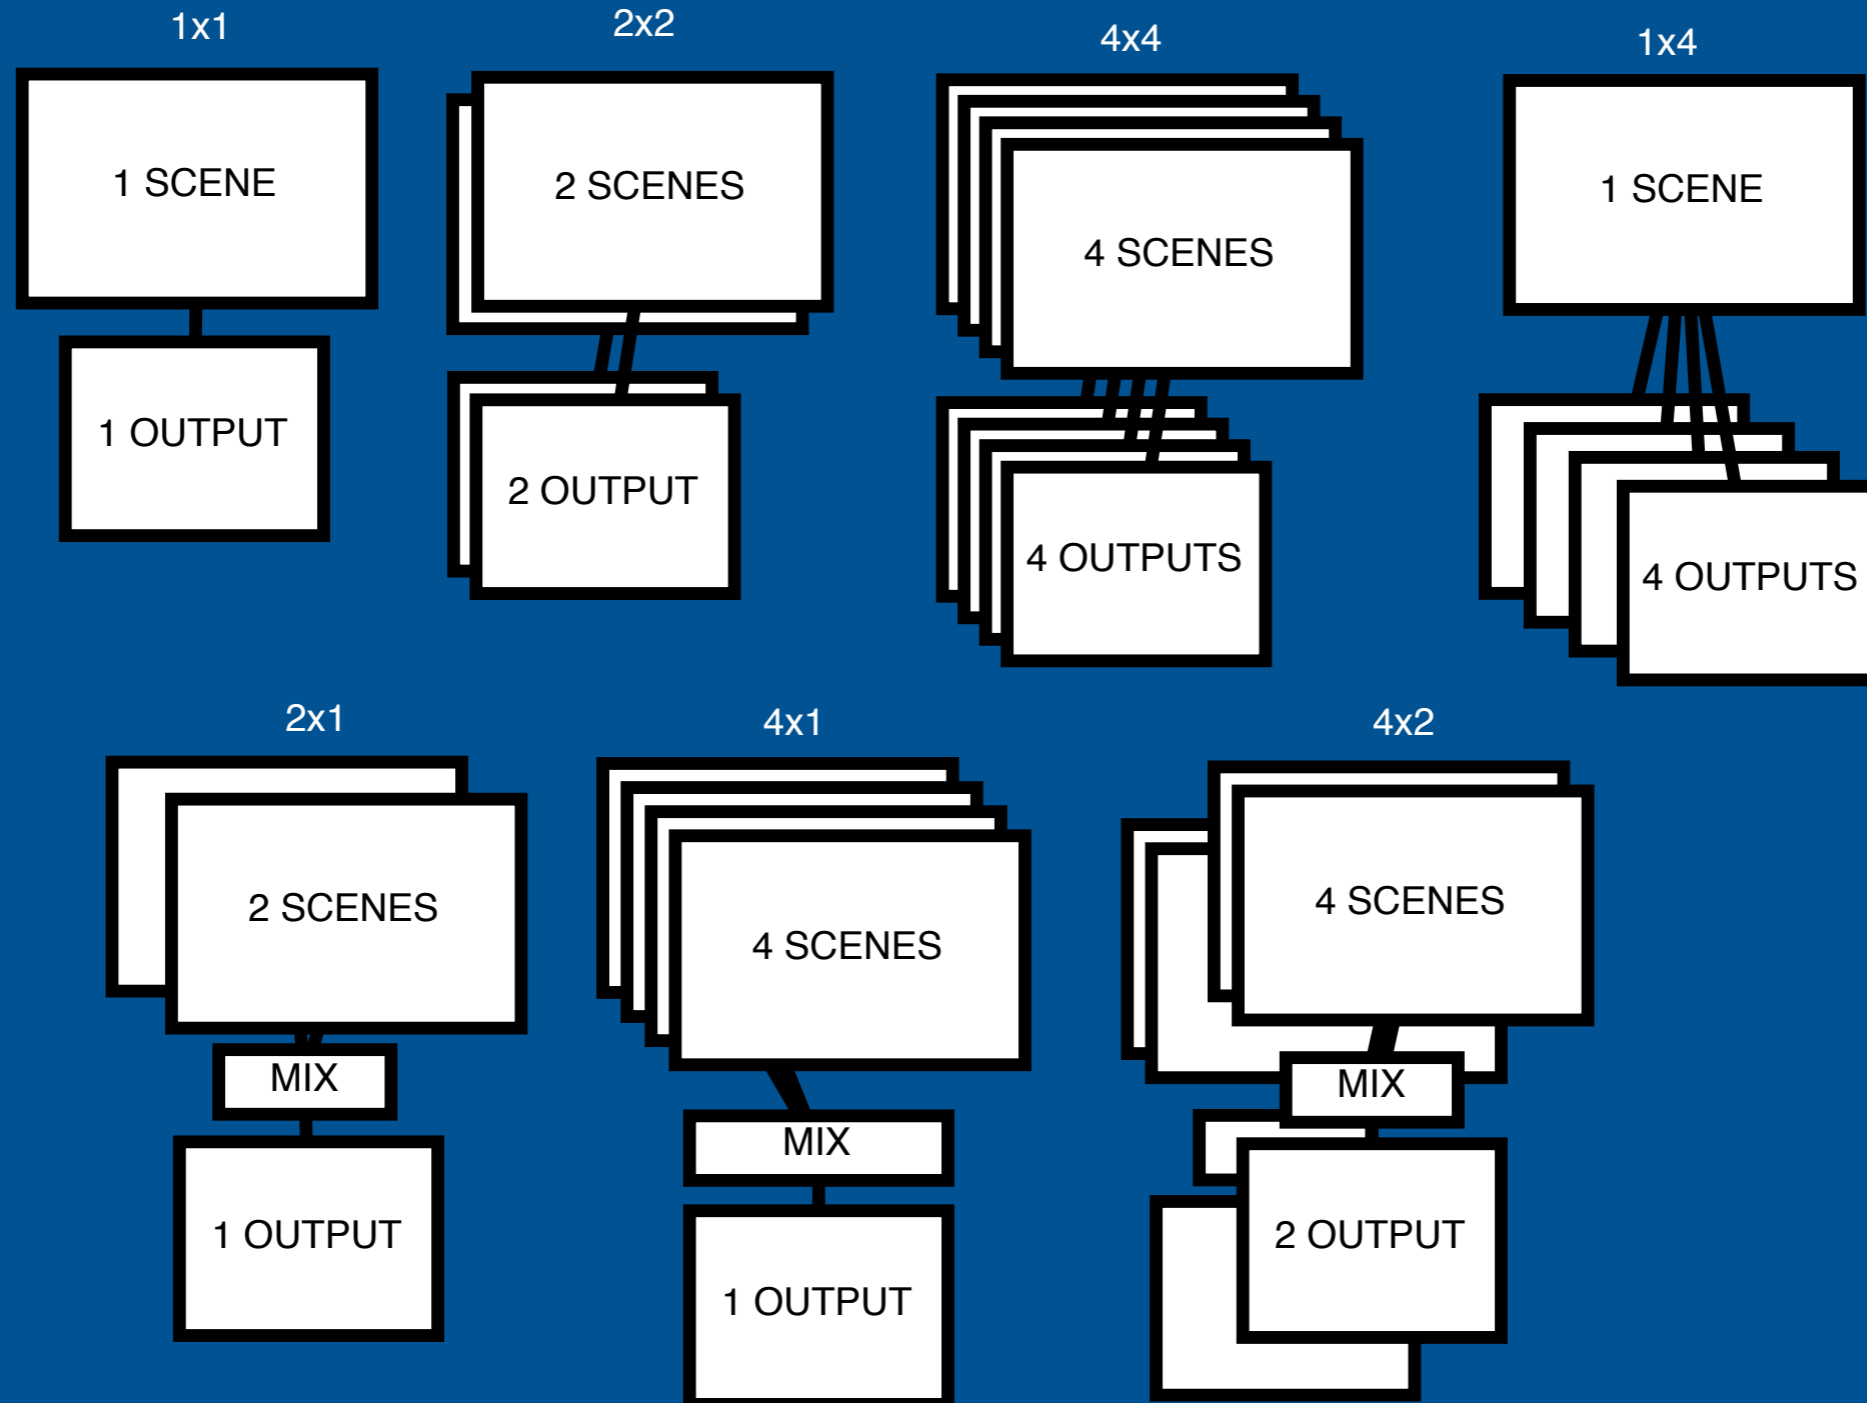 1x1
2x2
4x4
1x4
1 SCENE
2 SCENES
4 SCENES
1 SCENE
1 OUTPUT
2 OUTPUT
4 OUTPUTS
4 OUTPUTS
2x1
4x1
4x2
2 SCENES
4 SCENES
4 SCENES
MIX
MIX
MIX
1 OUTPUT
1 OUTPUT
2 OUTPUT